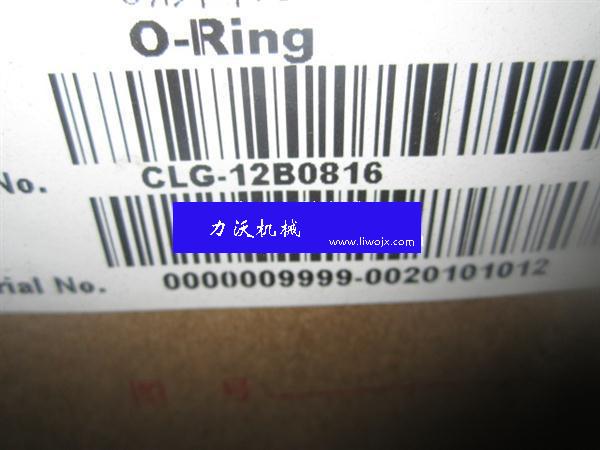 O-Ring
No.
CLG-12B0816
力沃机械
www.liwojx.com
rial No.
0000009999-0020101012